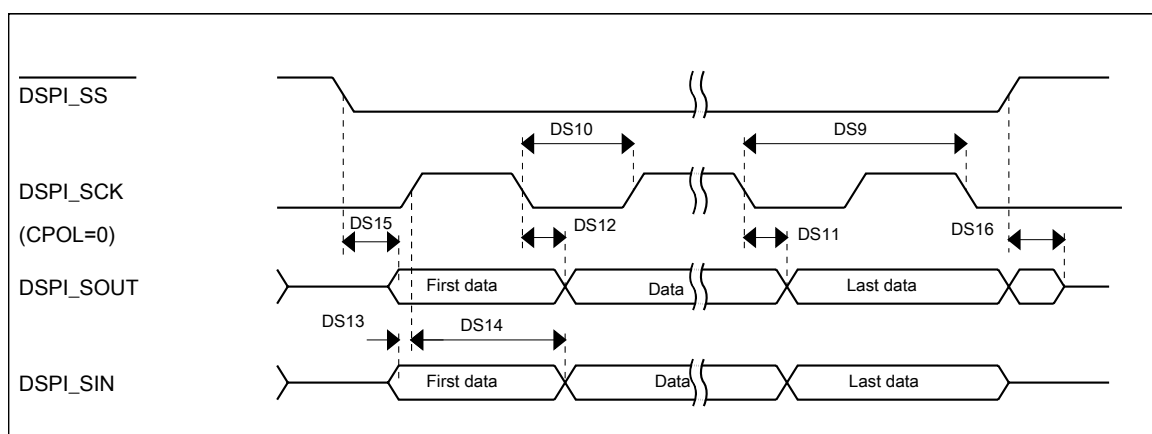 DSPI_SS
DS10
DS9
DSPI_SCK
(CPOL=0)
DS15
DS12
DS11
DS16
DSPI_SOUT
First data
Data
Last data
DS13
DS14
DSPI_SIN
First data
Data
Last data